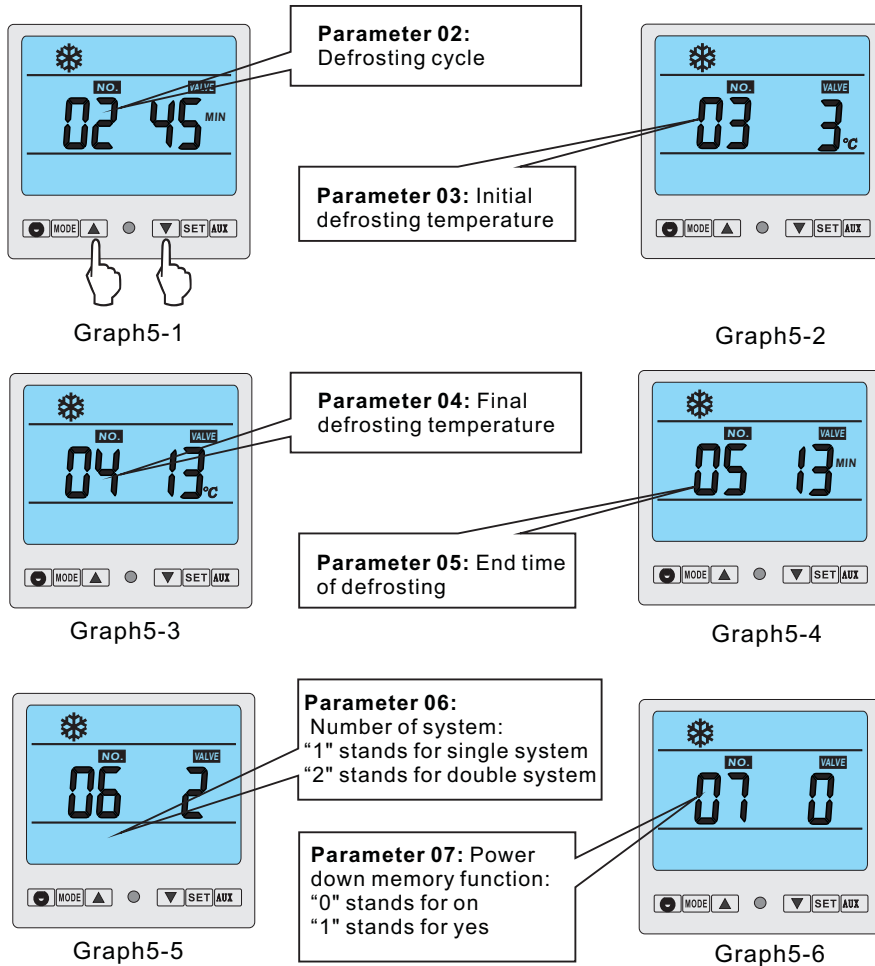 Parameter 02:
Defrosting cycle
NO. VALVE
02 45 MIN
MODE SET AUX
Graph5-1
NO. VALVE
03 3 °C
MODE SET AUX
Graph5-2
Parameter 03: Initial
defrosting temperature
NO. VALVE
04 13 °C
MODE SET AUX
Graph5-3
Parameter 04: Final
defrosting temperature
NO. VALVE
05 13 MIN
MODE SET AUX
Graph5-4
Parameter 05: End time
of defrosting
NO. VALVE
06 2
MODE SET AUX
Graph5-5
Parameter 06:
Number of system:
“1" stands for single system
“2" stands for double system
NO. VALVE
07 0
MODE SET AUX
Graph5-6
Parameter 07: Power
down memory function:
“0" stands for on
“1" stands for yes